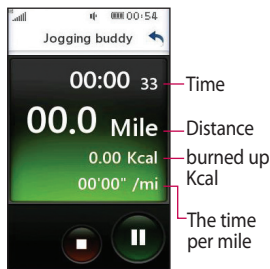 00:54
Jogging buddy
00:00 33
Time
00.0 Mile
Distance
0.00 Kcal
burned up
Kcal
00'00" /mi
The time
per mile